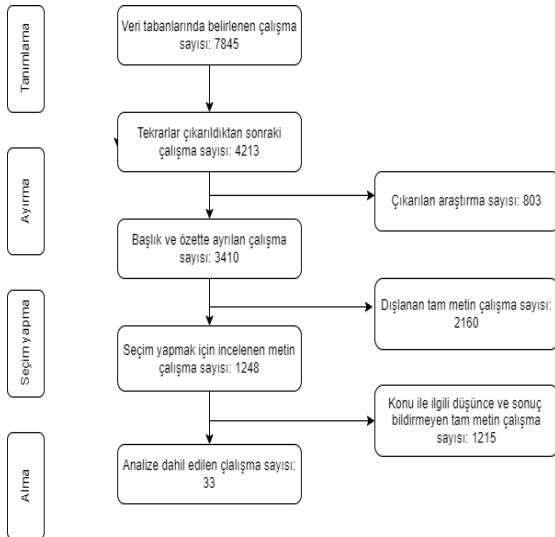 Tanımlama
Veri tabanlarında belirlenen çalışma
sayısı: 7845
Tekrarlar çıkarıldıktan sonraki
çalışma sayısı: 4213
Ayırma
Çıkarılan araştırma sayısı: 803
Başlık ve özette ayrılan çalışma
sayısı: 3410
Dışlanan tam metin çalışma sayısı:
2160
Seçim yapma
Seçim yapmak için incelenen metin
çalışma sayısı: 1248
Konu ile ilgili düşünce ve sonuç
bildirmeyen tam metin çalışma
sayısı: 1215
Alma
Analize dahil edilen çlalışma sayısı:
33